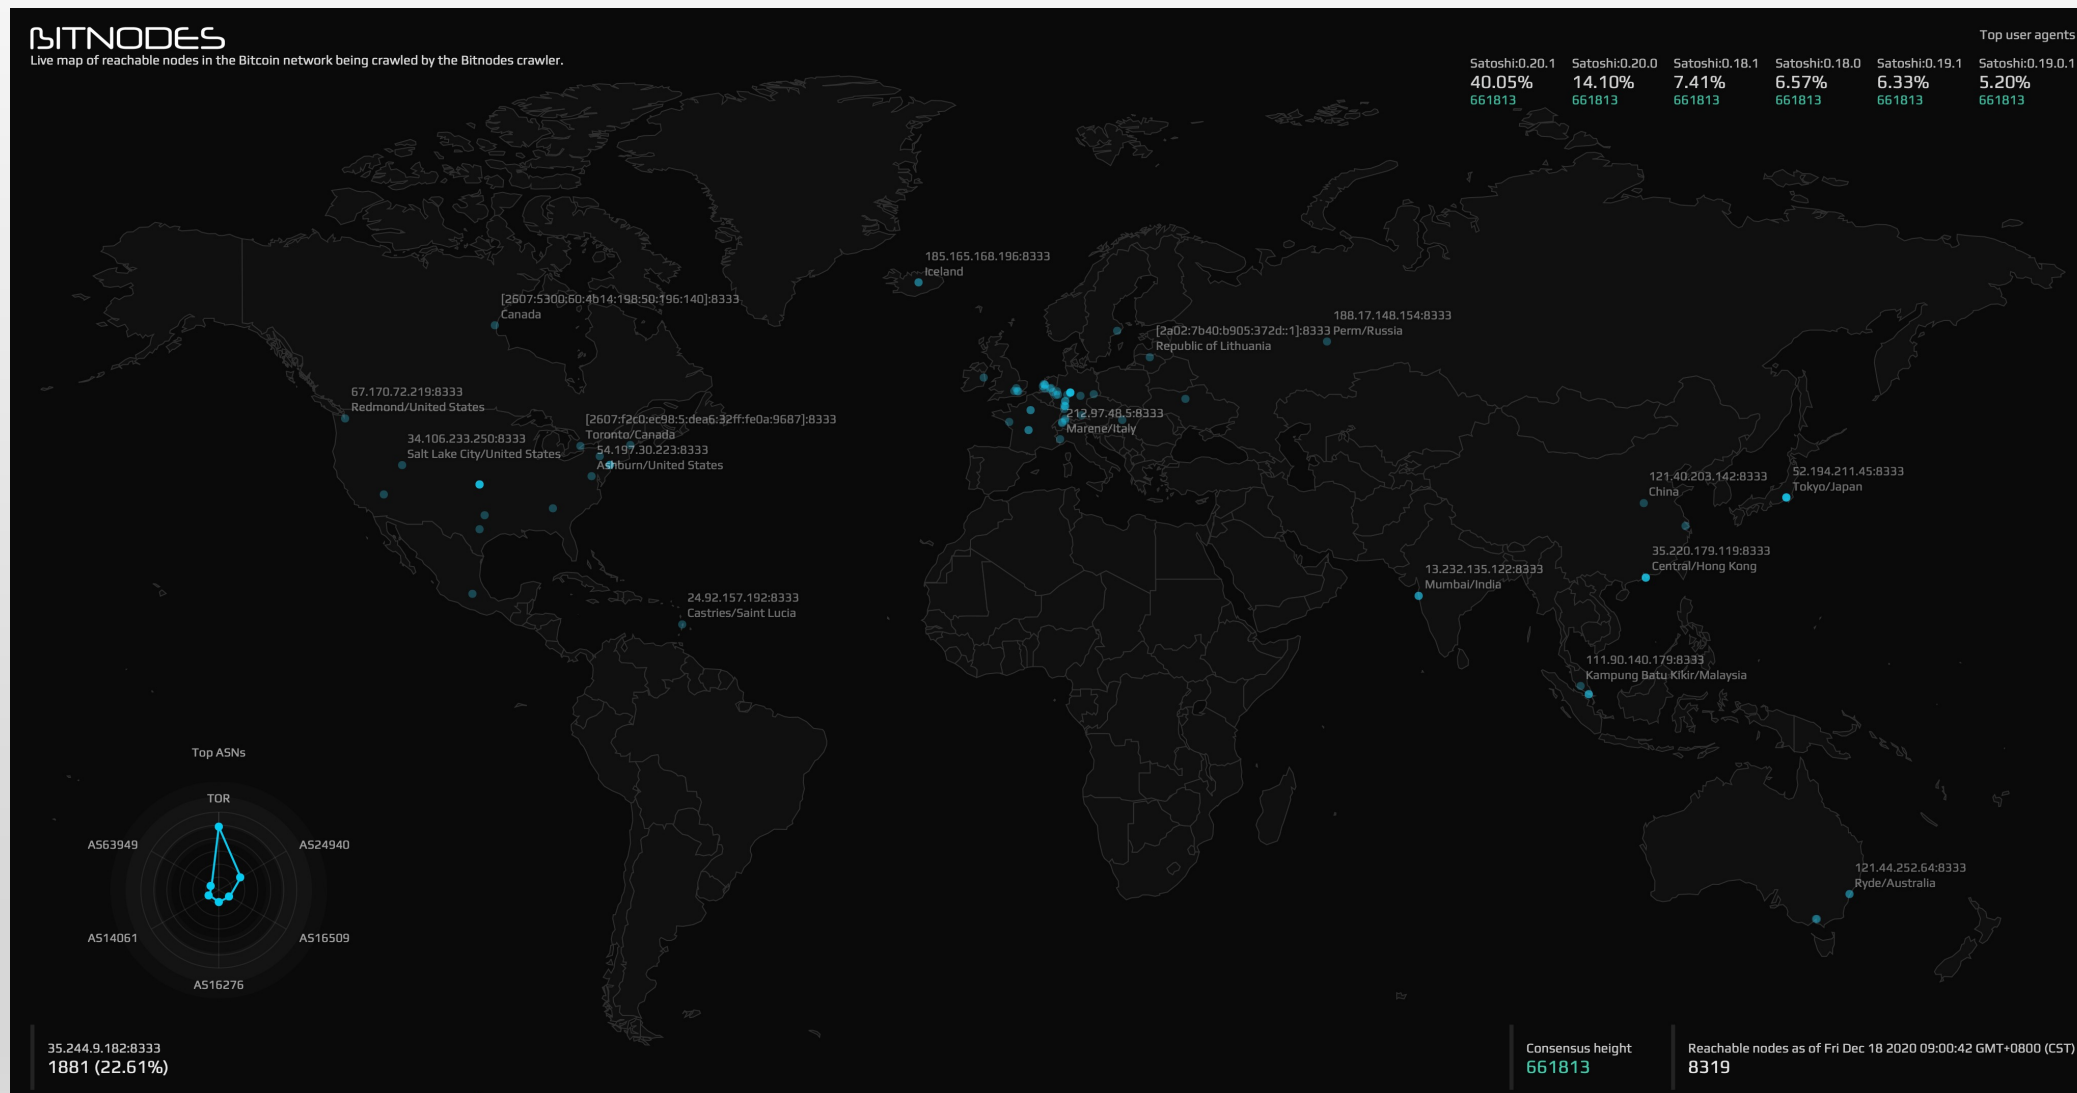 BITNODES
Live map of reachable nodes in the Bitcoin network being crawled by the Bitnodes crawler.
Top user agents
Satoshi:0.20.1 Satoshi:0.20.0 Satoshi:0.18.1 Satoshi:0.18.0 Satoshi:0.19.1 Satoshi:0.19.0.1
40.05% 14.10% 7.41% 6.57% 6.33% 5.20%
661813 661813 661813 661813 661813 661813
185.165.168.196:8333
Iceland
[2607:5300:60:4b14:198:50:196:140]:8333
Canada
188.17.148.154:8333
Perm/Russia
[2a02:7b40:b905:372d::1]:8333
Republic of Lithuania
67.170.72.219:8333
Redmond/United States
[2607:f2c0:ec98:5:dea6:32ff:fe0a:9687]:8333
Toronto/Canada
212.97.48.5:8333
Marene/Italy
34.106.233.250:8333
Salt Lake City/United States
54.197.30.223:8333
Ashburn/United States
121.40.203.142:8333
China
52.194.211.45:8333
Tokyo/Japan
35.220.179.119:8333
Central/Hong Kong
13.232.135.122:8333
Mumbai/India
24.92.157.192:8333
Castries/Saint Lucia
111.90.140.179:8333
Kampung Batu Kikir/Malaysia
121.44.252.64:8333
Ryde/Australia
Top ASNs
TOR
AS63949
AS24940
AS14061
AS16509
AS16276
35.244.9.182:8333
1881 (22.61%)
Consensus height
661813
Reachable nodes as of Fri Dec 18 2020 09:00:42 GMT+0800 (CST)
8319